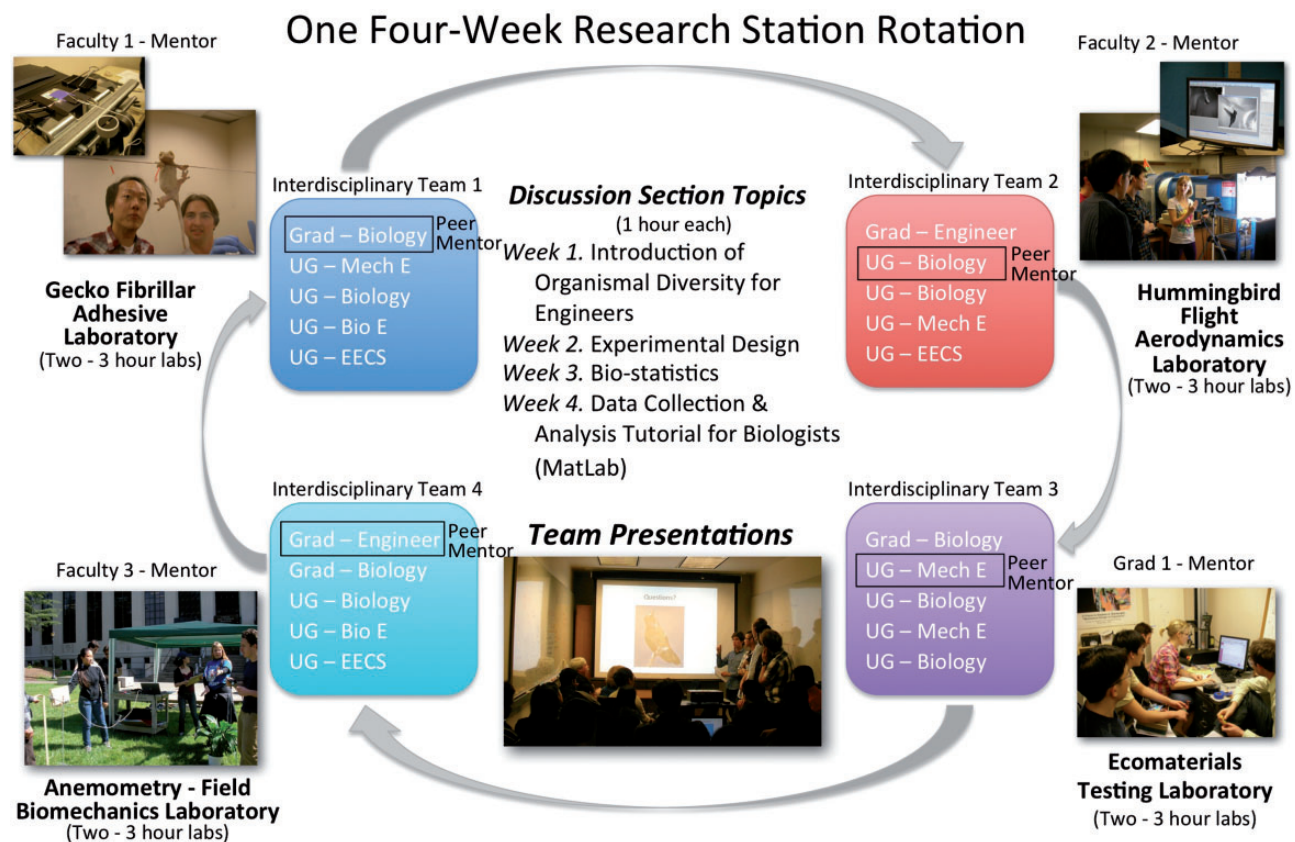 One Four-Week Research Station Rotation
Faculty 1 - Mentor
Gecko Fibrillar
Adhesive
Laboratory
(Two - 3 hour labs)
Interdisciplinary Team 1
Grad – Biology
Peer
Mentor
UG – Mech E
UG – Biology
UG – Bio E
UG – EECS
Discussion Section Topics
(1 hour each)
Week 1. Introduction of
Organismal Diversity for
Engineers
Week 2. Experimental Design
Week 3. Bio-statistics
Week 4. Data Collection &
Analysis Tutorial for Biologists
(MatLab)
Interdisciplinary Team 2
Grad – Engineer
UG – Biology
Peer
Mentor
UG – Biology
UG – Mech E
UG – EECS
Faculty 2 - Mentor
Hummingbird
Flight
Aerodynamics
Laboratory
(Two - 3 hour labs)
Faculty 3 - Mentor
Anemometry - Field
Biomechanics Laboratory
(Two - 3 hour labs)
Interdisciplinary Team 4
Grad – Engineer
Peer
Mentor
Grad – Biology
UG – Biology
UG – Bio E
UG – EECS
Team Presentations
Questions?
Interdisciplinary Team 3
Grad – Biology
UG – Mech E
Peer
Mentor
UG – Biology
UG – Mech E
UG – Biology
Grad 1 - Mentor
Ecomaterials
Testing Laboratory
(Two - 3 hour labs)